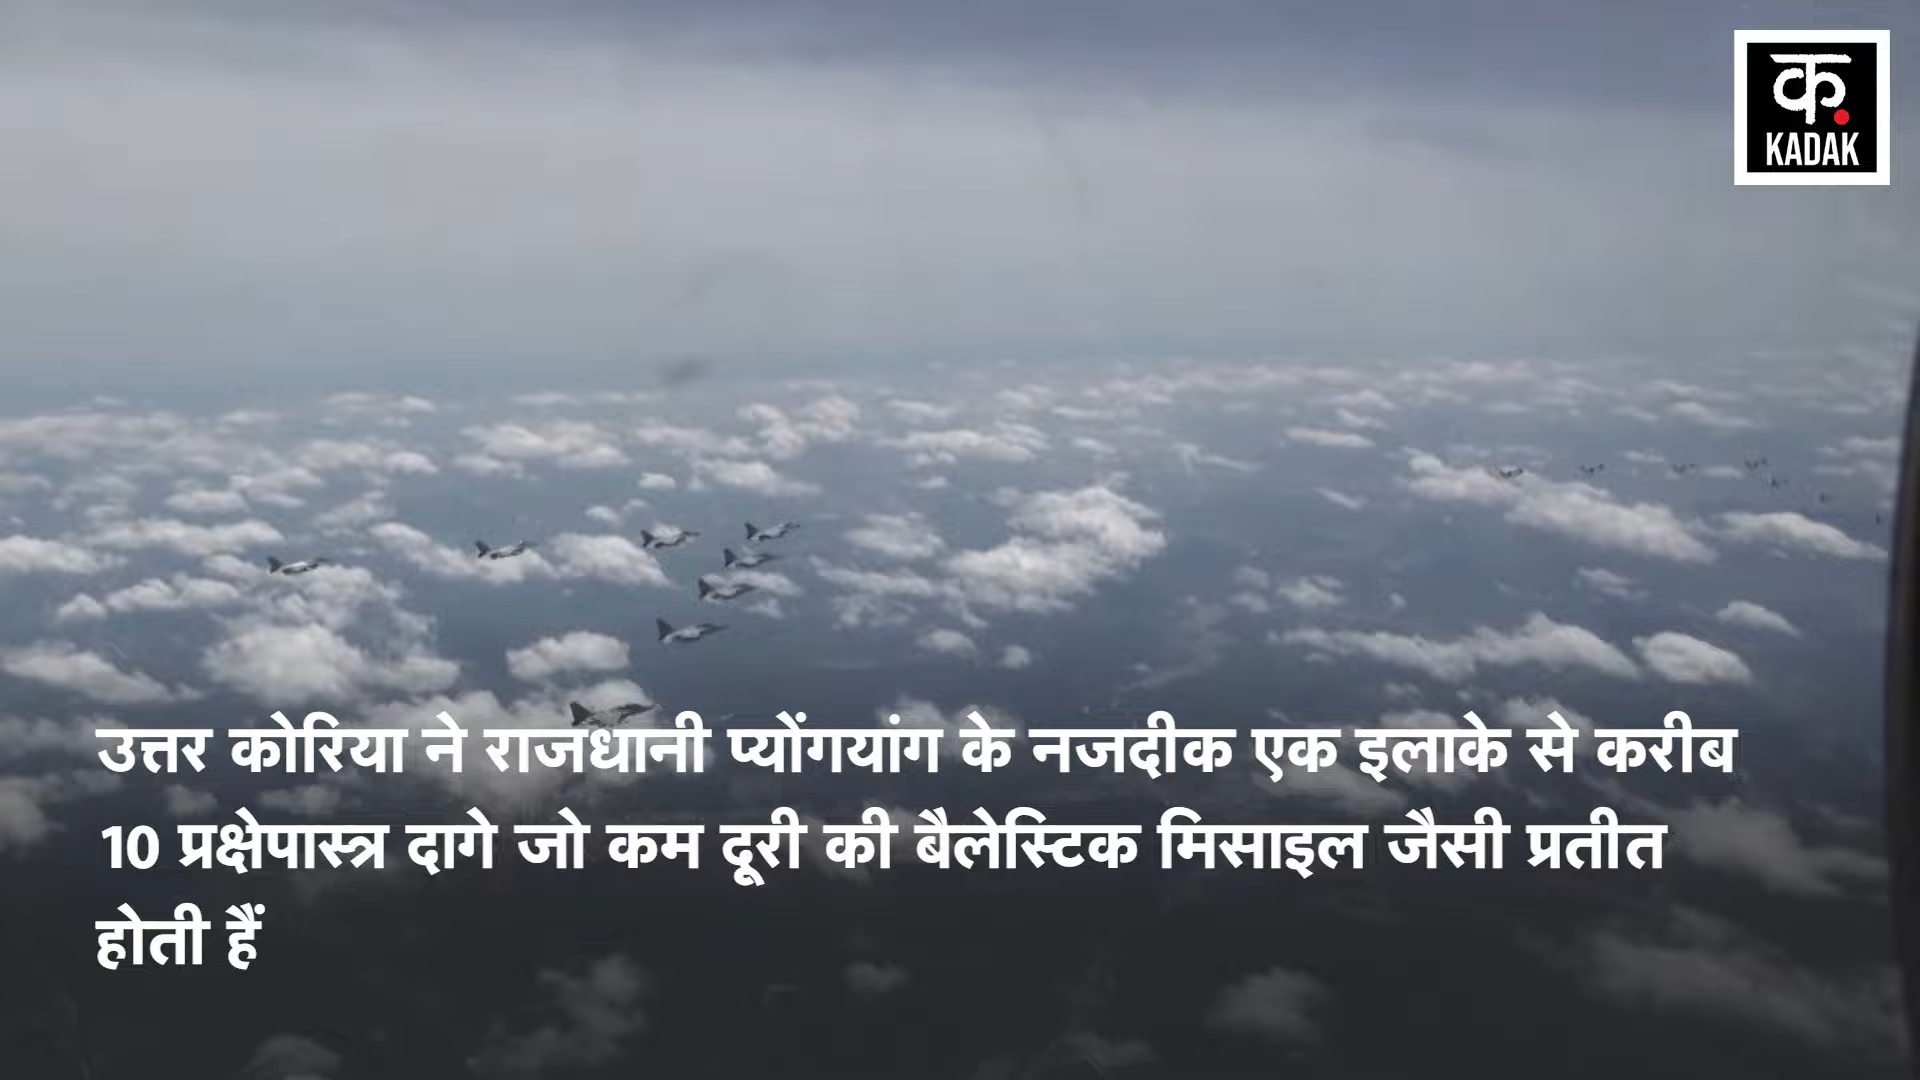 क.
KADAK
उत्तर कोरिया ने राजधानी प्योंगयांग के नजदीक एक इलाके से करीब
10 प्रक्षेपास्त्र दागे जो कम दूरी की बैलेस्टिक मिसाइल जैसी प्रतीत
होती हैं